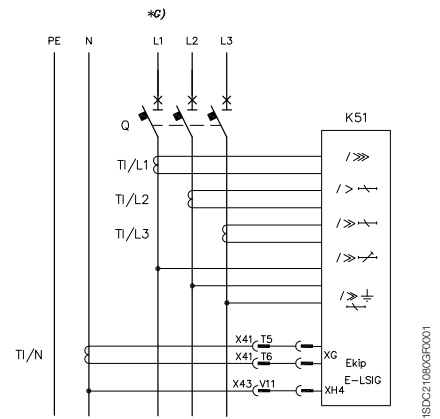 *G)
PE N L1 L2 L3
K51
Q
TI/L1
TI/L2
TI/L3
/>>>
/>
/>>
/>>
/>>
X41 T5
TI/N
X41 T6
XG
Ekip
E-LSIG
X43 V11
XH4
1SDC21080GF0001